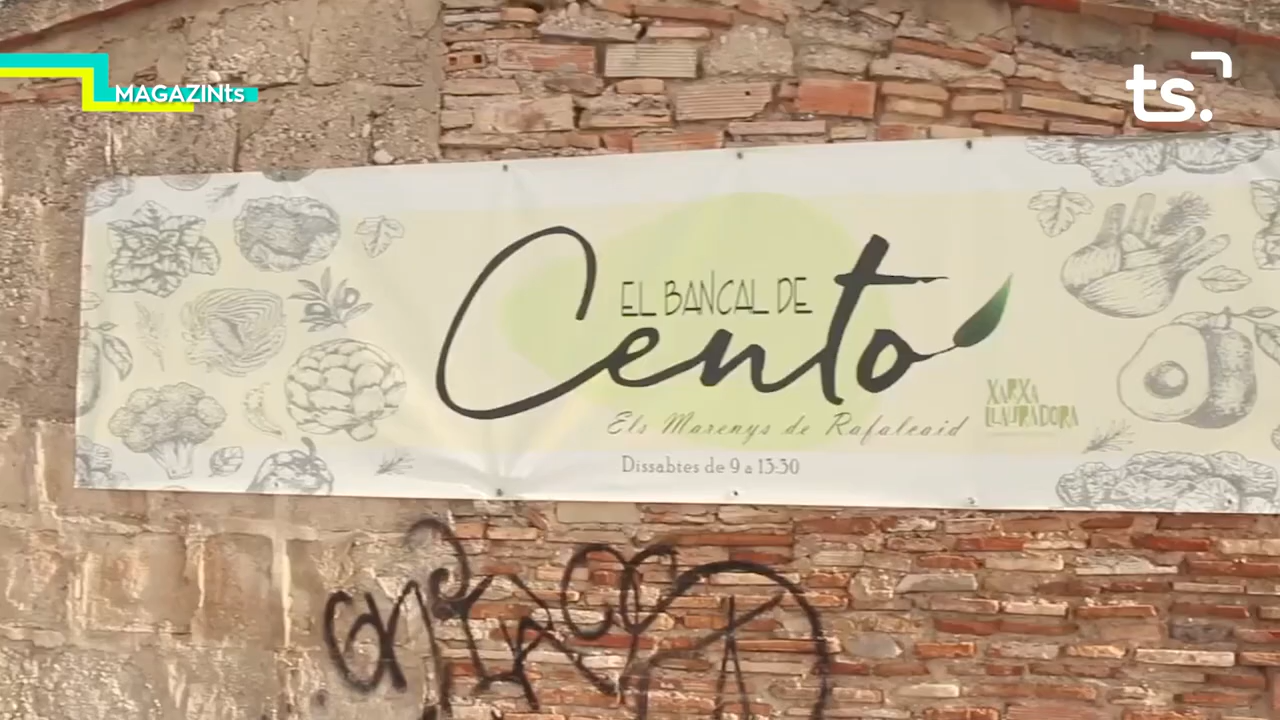 MAGAZINts
ts.
EL BANCAL DE
Cento
Els Marenys de Rafalcaid
XARXA
LLAURADORA
Dissabtes de 9 a 13:30